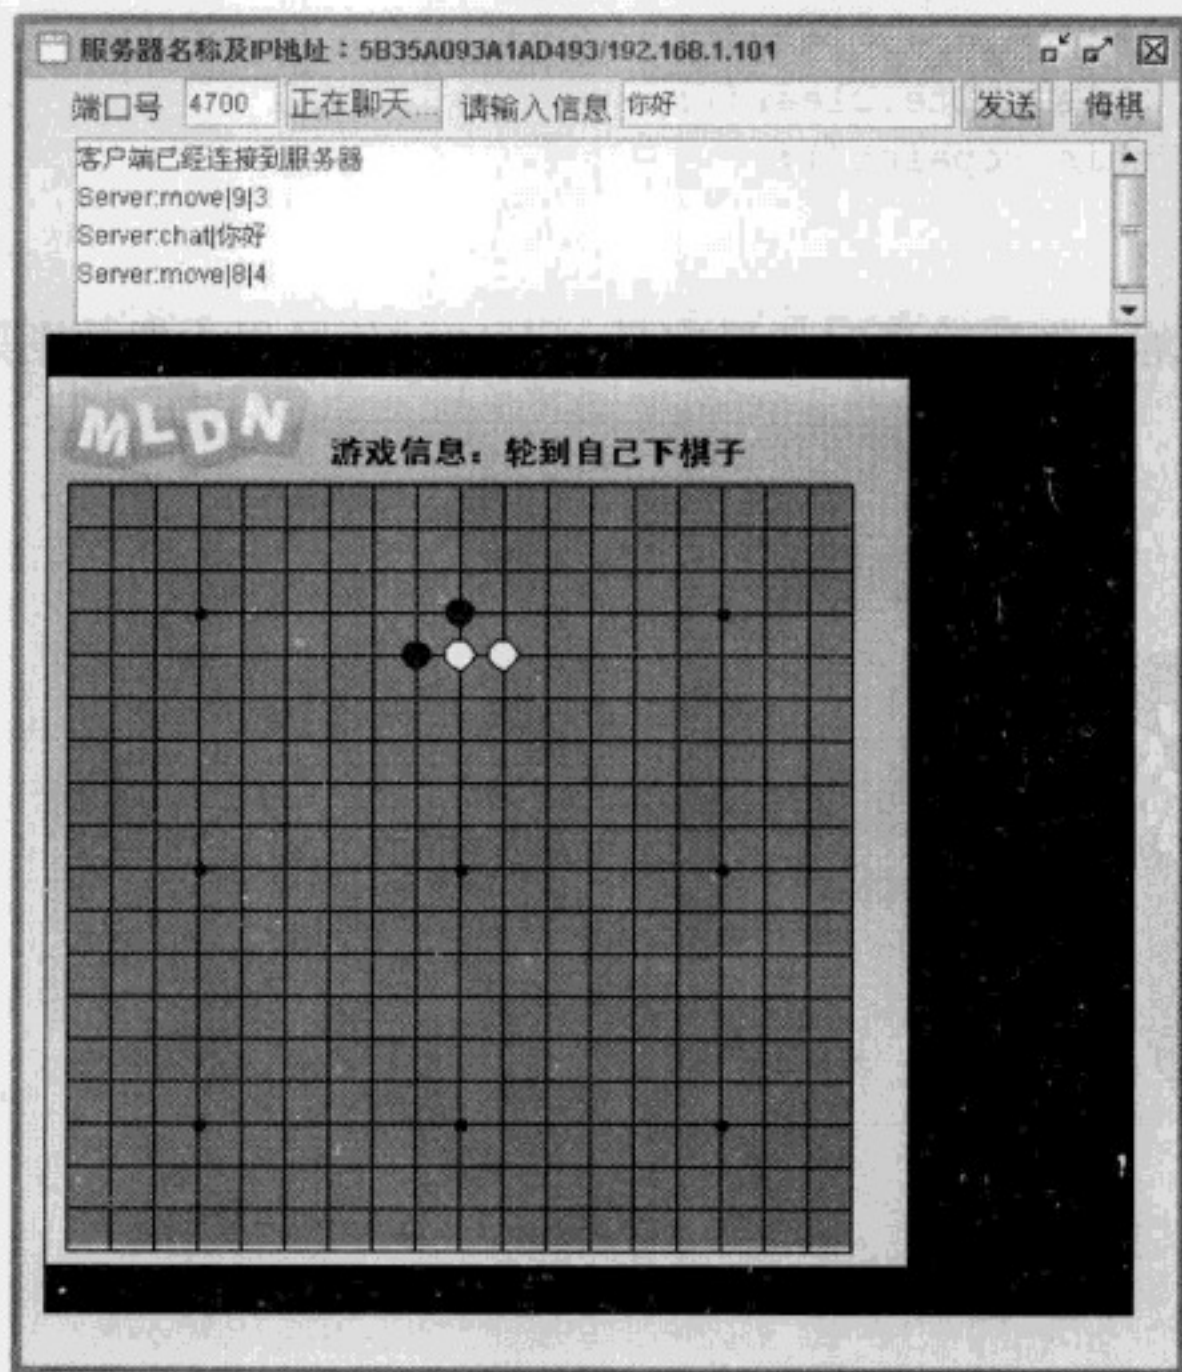 服务器名称及IP地址：5B35A093A1AD493/192.168.1.101
端口号 4700 正在聊天... 请输入信息 你好 发送 悔棋
客户端已经连接到服务器
Server:move|9|3
Server:chat|你好
Server:move|8|4
MLDN
游戏信息：轮到自己下棋子